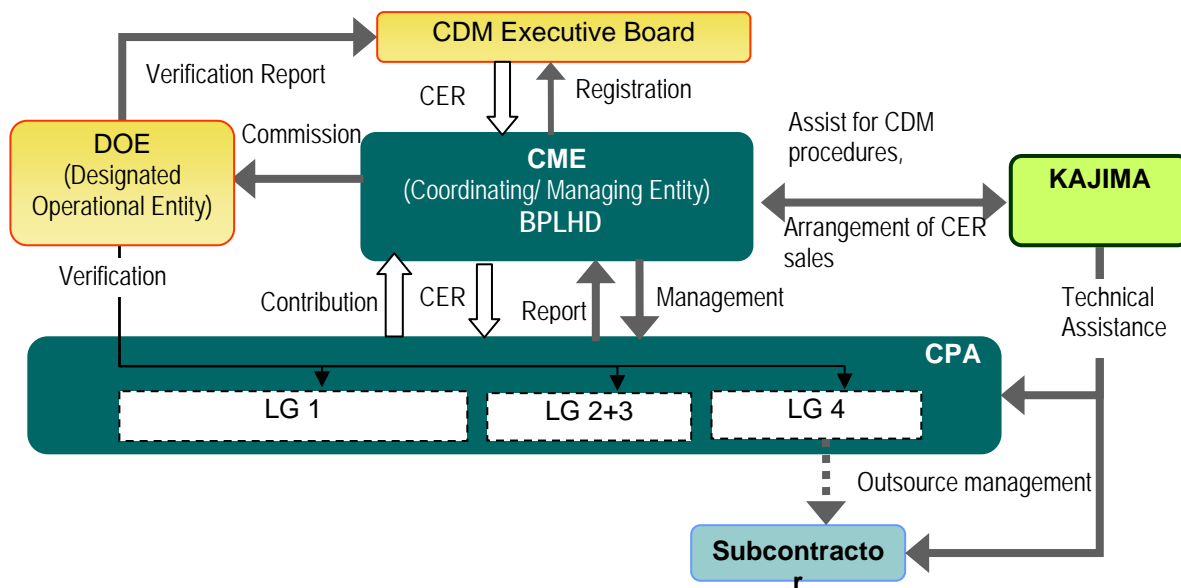 CDM Executive Board
Verification Report
CER
Registration
Commission
DOE
(Designated
Operational Entity)
CME
(Coordinating/ Managing Entity)
BPLHD
Assist for CDM
procedures,
Arrangement of CER
sales
KAJIMA
Verification
Contribution
CER
Report
Management
Technical
Assistance
CPA
LG 1
LG 2+3
LG 4
Outsource management
Subcontracto
r